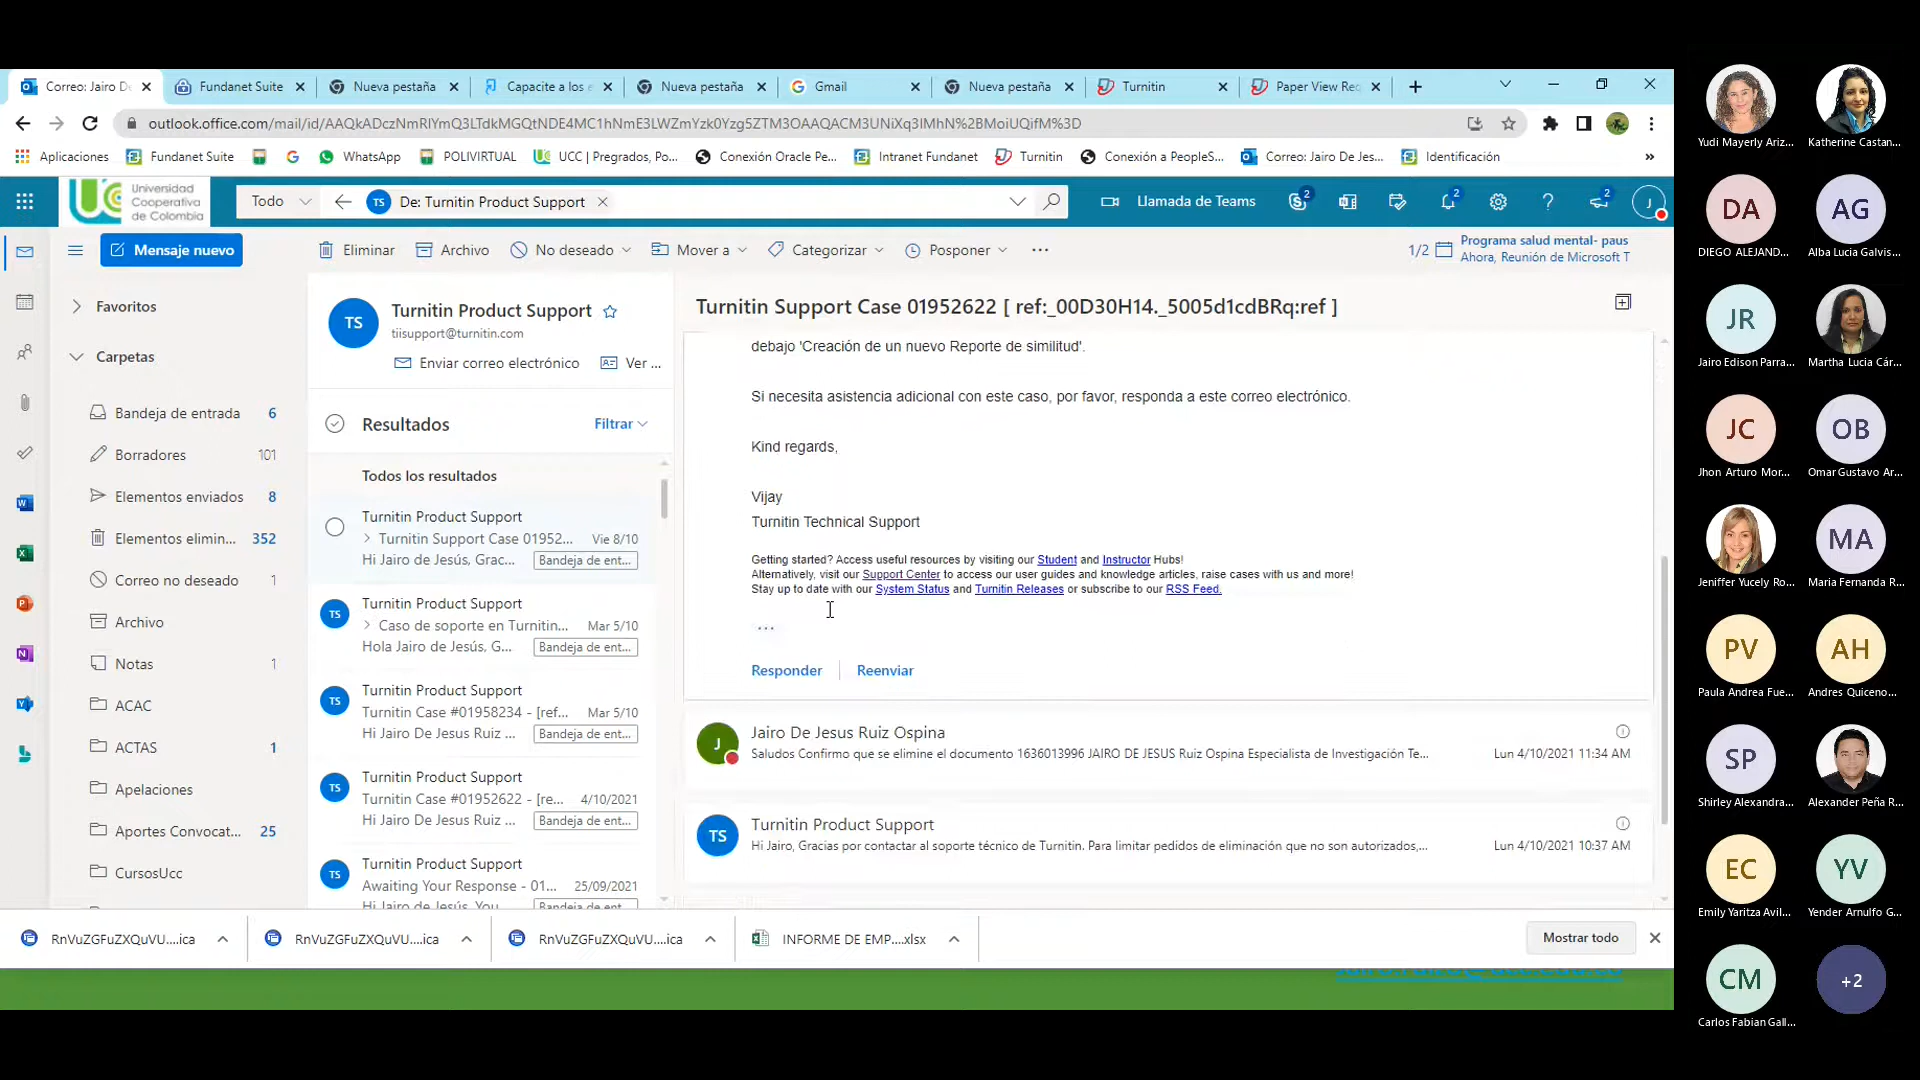 Correo: Jairo D
Fundanet Suite
Nueva pestaña
Capacite a los e
Nueva pestaña
Gmail
Nueva pestaña
Turnitin
Paper View Req
outlook.office.com/mail/id/AAQkADczNmRlYmQ3LTdkMGQtNDE4MC1hNmE3LWZmYzk0Yzg5ZTM3OAAQACM3UNiXq3IMhN%2BMoiUQifM%3D
Aplicaciones
Fundanet Suite
WhatsApp
POLIVIRTUAL
UCC | Pregrados, Po...
Conexión Oracle Pe...
Intranet Fundanet
Turnitin
Conexión a PeopleS...
Correo: Jairo De Jes...
Identificación
»
Universidad
Cooperativa
de Colombia
Todo
TS
De: Turnitin Product Support
Llamada de Teams
2
2
2
J
Mensaje nuevo
Eliminar
Archivo
No deseado
Mover a
Categorizar
Posponer
...
1/2
Programa salud mental- paus
Ahora, Reunión de Microsoft T
Favoritos
Carpetas
Bandeja de entrada 6
Borradores 101
Elementos enviados 8
Elementos elimin... 352
Correo no deseado 1
Archivo
Notas 1
ACAC
ACTAS 1
Apelaciones
Aportes Convocat... 25
CursosUcc
TS
Turnitin Product Support
tiisupport@turnitin.com
Enviar correo electrónico
Ver ...
Resultados
Filtrar
Todos los resultados
Turnitin Product Support
Turnitin Support Case 01952... Vie 8/10
Hi Jairo de Jesús, Grac... Bandeja de ent...
TS
Turnitin Product Support
Caso de soporte en Turnitin... Mar 5/10
Hola Jairo de Jesús, G... Bandeja de ent...
TS
Turnitin Product Support
Turnitin Case #01958234 - [ref... Mar 5/10
Hi Jairo De Jesus Ruiz ... Bandeja de ent...
TS
Turnitin Product Support
Turnitin Case #01952622 - [re... 4/10/2021
Hi Jairo De Jesus Ruiz ... Bandeja de ent...
TS
Turnitin Product Support
Awaiting Your Response - 01... 25/09/2021
Hi Jairo de Jesús, You Bandeja de ent...
Turnitin Support Case 01952622 [ ref:_00D30H14._5005d1cdBRq:ref ]
debajo 'Creación de un nuevo Reporte de similitud'.
Si necesita asistencia adicional con este caso, por favor, responda a este correo electrónico.
Kind regards,
Vijay
Turnitin Technical Support
Getting started? Access useful resources by visiting our Student and Instructor Hubs!
Alternatively, visit our Support Center to access our user guides and knowledge articles, raise cases with us and more!
Stay up to date with our System Status and Turnitin Releases or subscribe to our RSS Feed.
...
Responder
Reenviar
J
Jairo De Jesus Ruiz Ospina
Saludos Confirmo que se elimine el documento 1636013996 JAIRO DE JESUS Ruiz Ospina Especialista de Investigación Te... Lun 4/10/2021 11:34 AM
TS
Turnitin Product Support
Hi Jairo, Gracias por contactar al soporte técnico de Turnitin. Para limitar pedidos de eliminación que no son autorizados,... Lun 4/10/2021 10:37 AM
RnVuZGFuZXQuVU....ica
RnVuZGFuZXQuVU....ica
RnVuZGFuZXQuVU....ica
INFORME DE EMP....xlsx
Mostrar todo
Yudi Mayerly Ariz...
Katherine Castan...
DA
AG
DIEGO ALEJAND...
Alba Lucia Galvis...
JR
Jairo Edison Parra...
Martha Lucia Cár...
JC
OB
Jhon Arturo Mor...
Omar Gustavo Ar...
MA
Jeniffer Yucely Ro...
Maria Fernanda R...
PV
AH
Paula Andrea Fue...
Andres Quiceno...
SP
Shirley Alexandra...
Alexander Peña R...
EC
YV
Emily Yaritza Avil...
Yender Arnulfo G...
CM
+2
Carlos Fabian Gall...